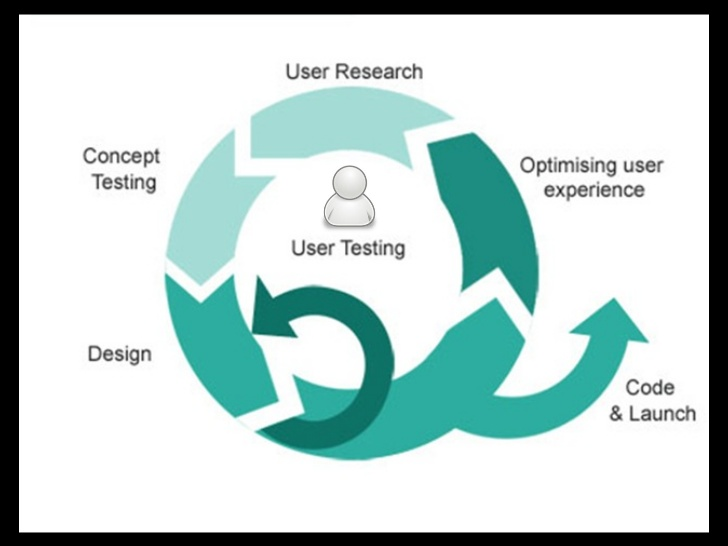 User Research
Concept
Testing
Optimising user
experience
User Testing
Design
Code
& Launch